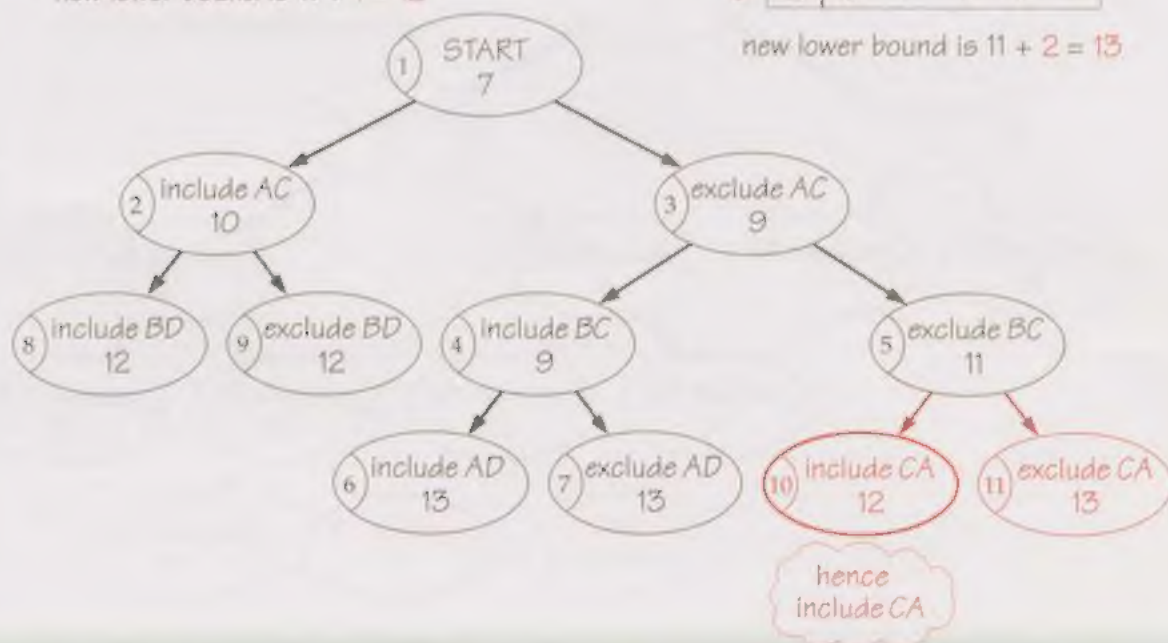 new lower bound is 11 + 2 = 13
1 START
7
2 include AC
10
3 exclude AC
9
8 include BD
12
9 exclude BD
12
4 include BC
9
5 exclude BC
11
6 include AD
13
7 exclude AD
13
10 include CA
12
11 exclude CA
13
hence
include CA